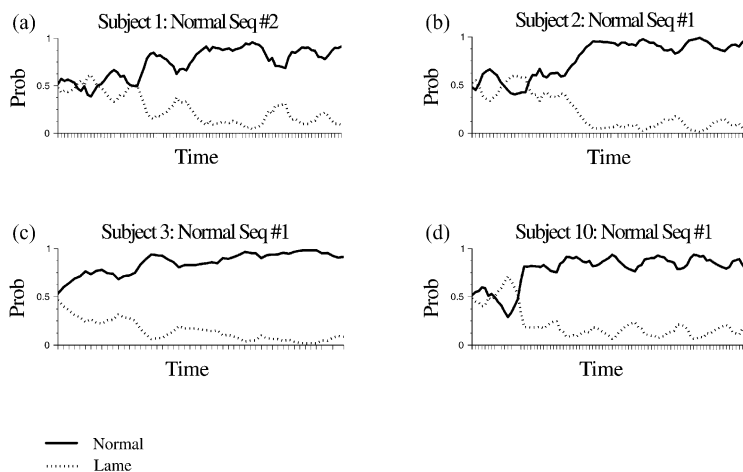 (a) Subject 1: Normal Seq #2
1
0.5
0
Prob
Time
(b) Subject 2: Normal Seq #1
1
0.5
0
Prob
Time
(c) Subject 3: Normal Seq #1
1
0.5
0
Prob
Time
(d) Subject 10: Normal Seq #1
1
0.5
0
Prob
Time
Normal
Lame